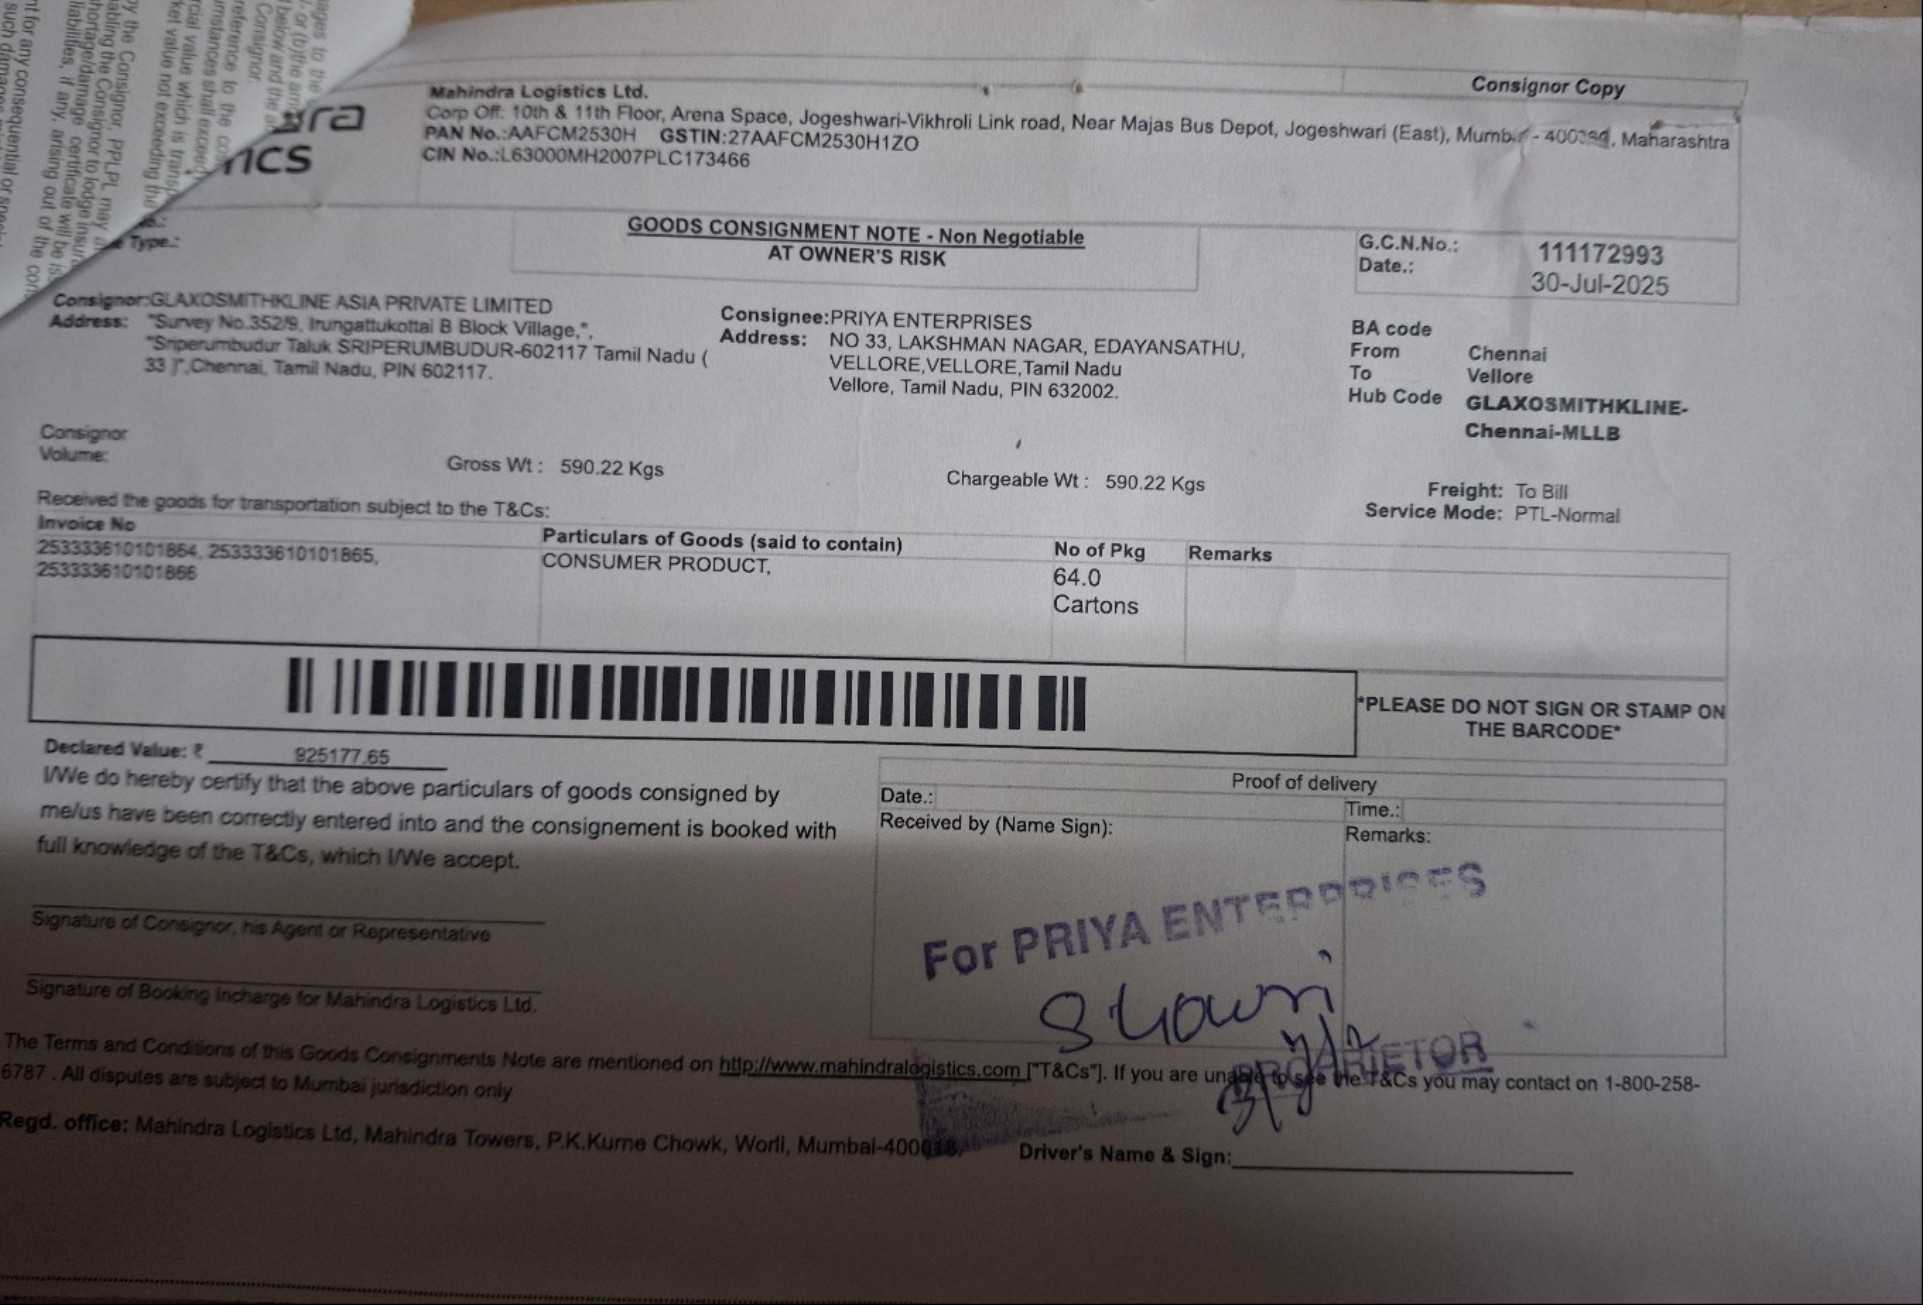 Consignor Copy
Mahindra Logistics Ltd.
Corp Off: 10th & 11th Floor, Arena Space, Jogeshwari-Vikhroli Link road, Near Majas Bus Depot, Jogeshwari (East), Maharashtra
PAN No.:AAFCM2530H GSTIN:27AAFCM2530H1ZO
CIN No.:L63000MH2007PLC173466
Type.:
GOODS CONSIGNMENT NOTE - Non Negotiable
AT OWNER'S RISK
G.C.N.No.: 111172993
Date.: 30-Jul-2025
Consignor:GLAXOSMITHKLINE ASIA PRIVATE LIMITED
Address: "Survey No.352/9, Irungattukottai B Block Village,",
"Sriperumbudur Taluk SRIPERUMBUDUR-602117 Tamil Nadu (
33 )",Chennai, Tamil Nadu, PIN 602117.
Consignee:PRIYA ENTERPRISES
Address: NO 33, LAKSHMAN NAGAR, EDAYANSATHU,
VELLORE,VELLORE,Tamil Nadu
Vellore, Tamil Nadu, PIN 632002.
BA code
From Chennai
To Vellore
Hub Code GLAXOSMITHKLINE-
Chennai-MLLB
Consignor
Volume:
Gross Wt : 590.22 Kgs
Chargeable Wt : 590.22 Kgs
Freight: To Bill
Service Mode: PTL-Normal
Received the goods for transportation subject to the T&Cs:
Invoice No
253333610101864, 253333610101865,
253333610101866
Particulars of Goods (said to contain)
CONSUMER PRODUCT,
No of Pkg
64.0
Cartons
Remarks
*PLEASE DO NOT SIGN OR STAMP ON
THE BARCODE*
Declared Value: ₹ 925177.65
I/We do hereby certify that the above particulars of goods consigned by
me/us have been correctly entered into and the consignement is booked with
full knowledge of the T&Cs, which I/We accept.
Proof of delivery
Date.:
Time.:
Received by (Name Sign):
Remarks:
For PRIYA ENTERPRISES
Signature of Consignor, his Agent or Representative
Signature of Booking Incharge for Mahindra Logistics Ltd.
The Terms and Conditions of this Goods Consignments Note are mentioned on http://www.mahindralogistics.com ["T&Cs"]. If you are unable to see the T&Cs you may contact on 1-800-258-
6787 . All disputes are subject to Mumbai jurisdiction only
Regd. office: Mahindra Logistics Ltd, Mahindra Towers, P.K.Kurne Chowk, Worli,
Driver's Name & Sign: